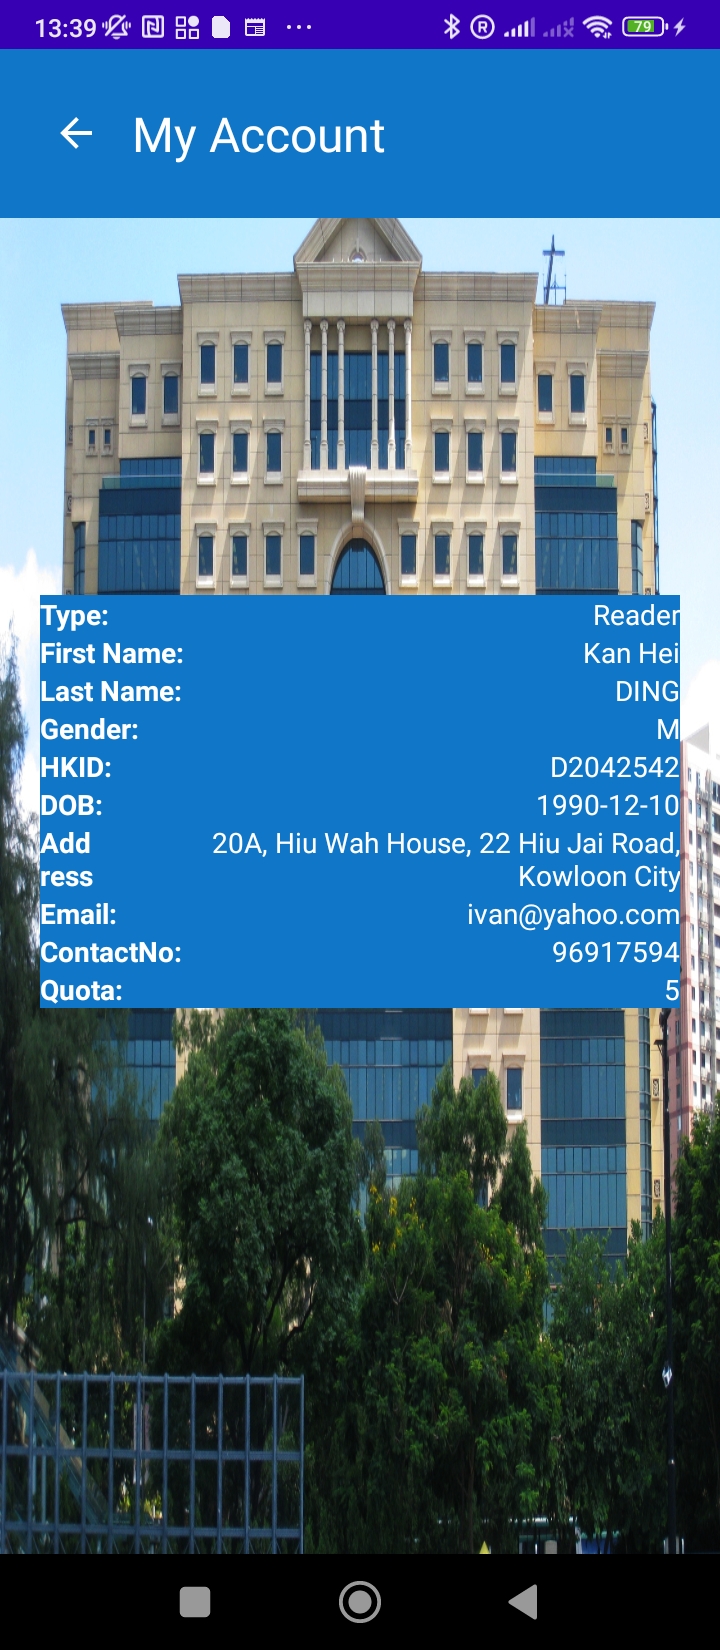 13:39
R
79
My Account
Type: Reader
First Name: Kan Hei
Last Name: DING
Gender: M
HKID: D2042542
DOB: 1990-12-10
Add 20A, Hiu Wah House, 22 Hiu Jai Road,
ress Kowloon City
Email: ivan@yahoo.com
ContactNo: 96917594
Quota: 5